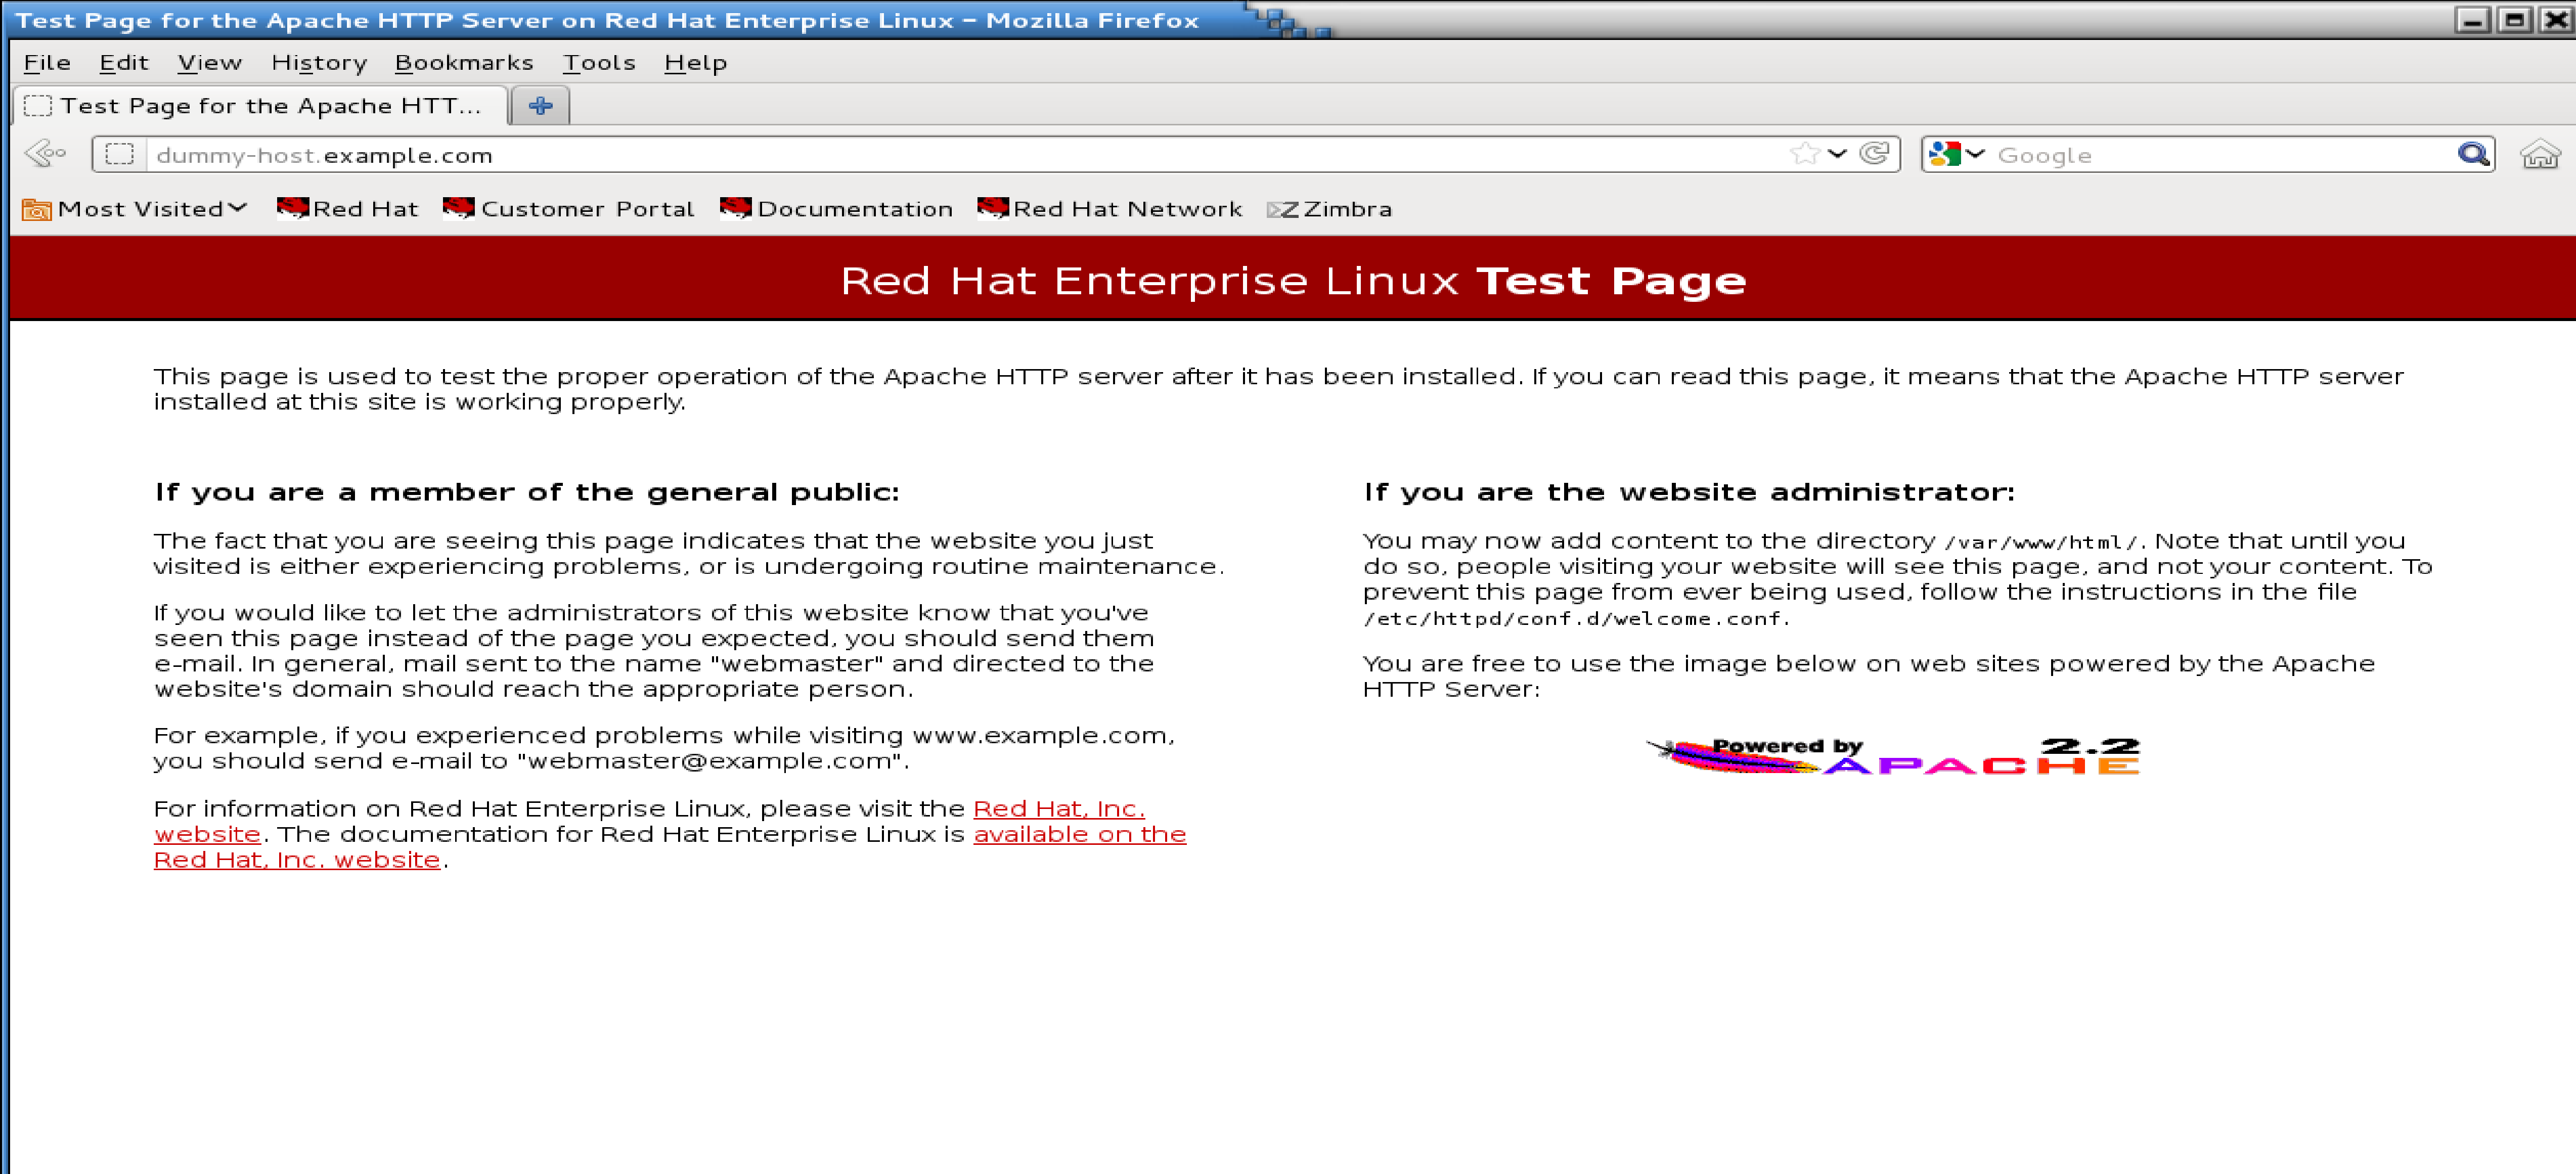 Test Page for the Apache HTTP Server on Red Hat Enterprise Linux – Mozilla Firefox
File Edit View History Bookmarks Tools Help
Test Page for the Apache HTT...
dummy-host.example.com
Google
Most Visited Red Hat Customer Portal Documentation Red Hat Network Zimbra
Red Hat Enterprise Linux Test Page
This page is used to test the proper operation of the Apache HTTP server after it has been installed. If you can read this page, it means that the Apache HTTP server
installed at this site is working properly.
If you are a member of the general public:
The fact that you are seeing this page indicates that the website you just
visited is either experiencing problems, or is undergoing routine maintenance.
If you would like to let the administrators of this website know that you've
seen this page instead of the page you expected, you should send them
e-mail. In general, mail sent to the name "webmaster" and directed to the
website's domain should reach the appropriate person.
For example, if you experienced problems while visiting www.example.com,
you should send e-mail to "webmaster@example.com".
For information on Red Hat Enterprise Linux, please visit the Red Hat, Inc.
website. The documentation for Red Hat Enterprise Linux is available on the
Red Hat, Inc. website.
If you are the website administrator:
You may now add content to the directory /var/www/html/. Note that until you
do so, people visiting your website will see this page, and not your content. To
prevent this page from ever being used, follow the instructions in the file
/etc/httpd/conf.d/welcome.conf.
You are free to use the image below on web sites powered by the Apache
HTTP Server:
Powered by 2.2
APACHE